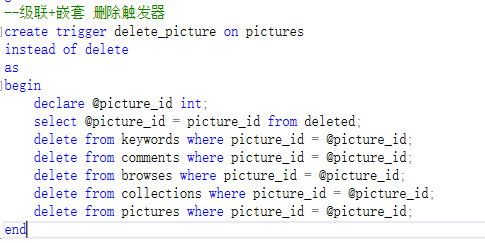 --级联+嵌套 删除触发器
create trigger delete_picture on pictures
instead of delete
as
begin
    declare @picture_id int;
    select @picture_id = picture_id from deleted;
    delete from keywords where picture_id = @picture_id;
    delete from comments where picture_id = @picture_id;
    delete from browses where picture_id = @picture_id;
    delete from collections where picture_id = @picture_id;
    delete from pictures where picture_id = @picture_id;
end